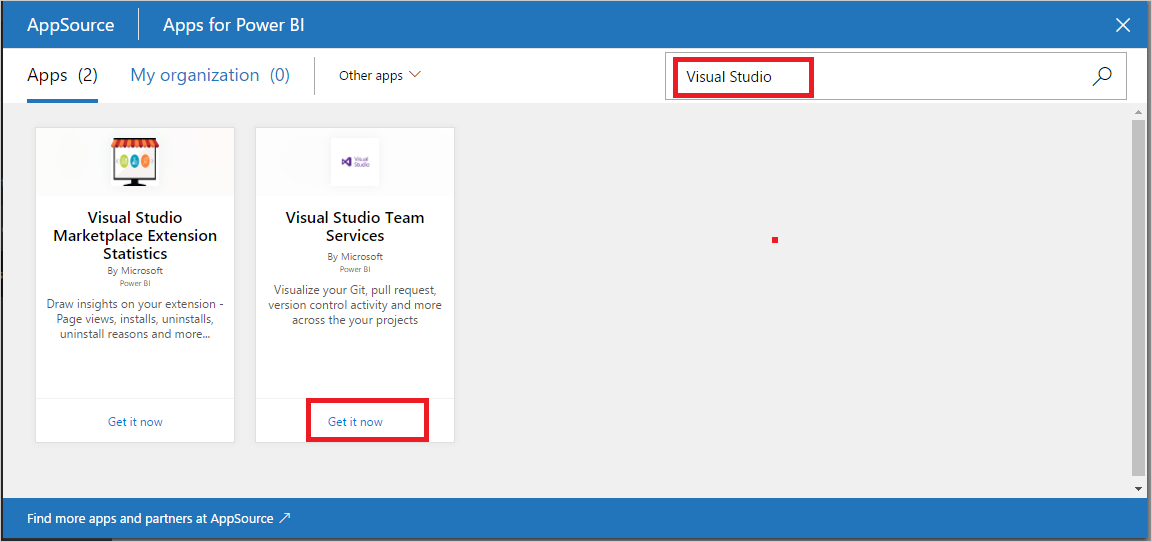 AppSource
Apps for Power BI
Apps (2)
My organization (0)
Other apps
Visual Studio
Visual Studio
Marketplace Extension
Statistics
By Microsoft
Power BI
Draw insights on your extension -
Page views, installs, uninstalls,
uninstall reasons and more...
Get it now
Visual
Studio
Visual Studio Team
Services
By Microsoft
Power BI
Visualize your Git, pull request,
version control activity and more
across the your projects
Get it now
Find more apps and partners at AppSource